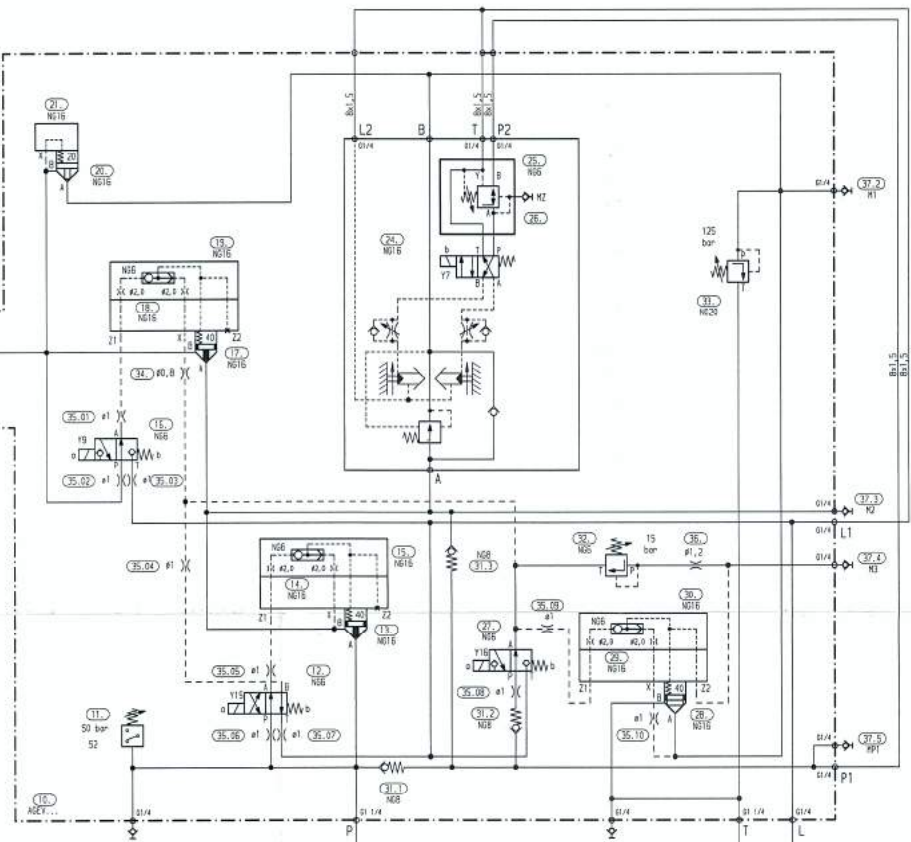 8x1,5
8x1,5
8x1,5
21.
NG16
L2
B
T
P2
G1/4
G1/4
G1/4
25.
NG6
X
B
20
A
20.
NG16
Y
B
A
MZ
26.
G1/4
37.2
M1
24.
NG16
125
bar
P
T
33.
NG20
19.
NG16
NG6
ø2,0
ø2,0
18.
NG16
b
T
P
Y7
B
A
Z1
X
Z2
B
40
A
17.
NG16
34.
ø0,8
8x1,5
8x1,5
35.01
ø1
16.
NG6
Y9
A
a
b
P
T
35.02
ø1
ø1
35.03
A
G1/4
37.3
M2
G1/4
L1
32.
NG6
15
bar
36.
ø1,2
G1/4
37.4
M3
T
P
35.04
ø1
NG6
ø2,0
ø2,0
15.
NG16
14.
NG16
NG8
31.3
Z1
X
Z2
B
40
A
13.
NG16
35.09
ø1
30.
NG16
NG6
ø2,0
ø2,0
29.
NG16
27.
NG6
Y16
A
a
b
P
Z1
X
Z2
B
40
A
28.
NG16
35.05
ø1
12.
NG6
Y15
A
B
a
b
P
35.06
ø1
ø1
35.07
35.08
ø1
31.2
NG8
ø1
35.10
11.
50 bar
S2
G1/4
37.5
MP1
G1/4
P1
31.1
NG8
10.
AGEV...
G1/4
P
G1 1/4
G1/4
G1 1/4
T
G1/4
L